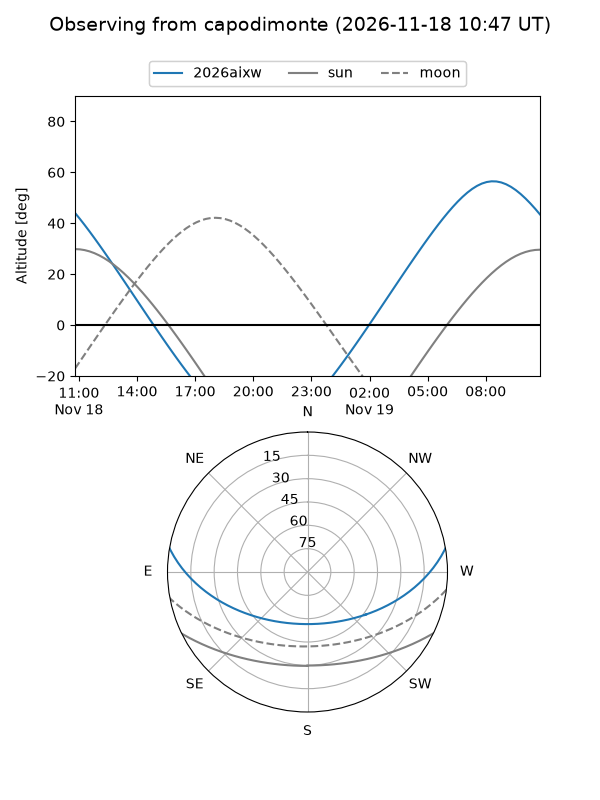 Observing from capodimonte (2026-11-18 10:47 UT)
2026aixw sun moon
Altitude [deg]
80
60
40
20
0
−20
11:00 14:00 17:00 20:00 23:00 02:00 05:00 08:00
Nov 18 Nov 19
N
NE NW
15
30
45
60
75
E W
SE SW
S